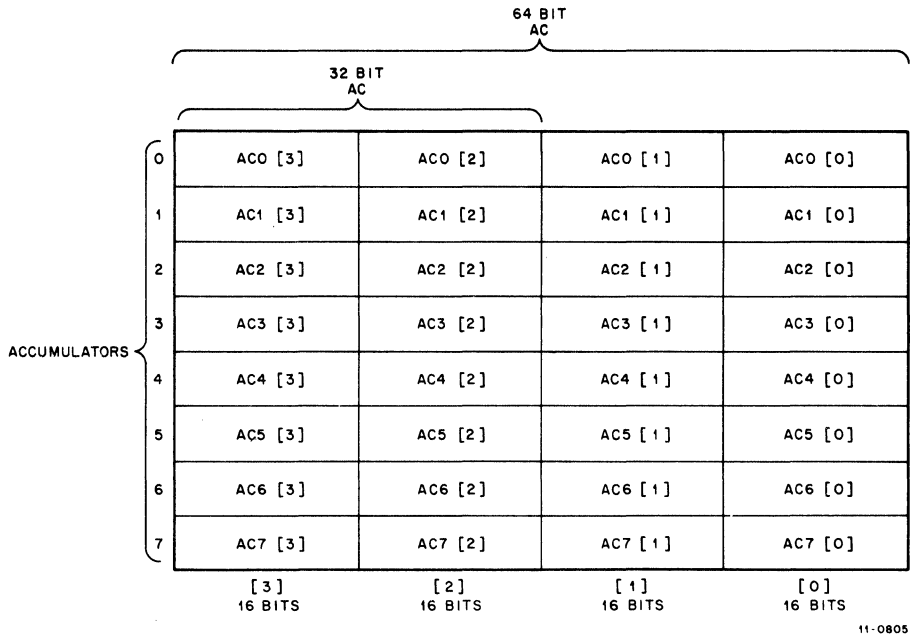 64 BIT
AC
32 BIT
AC
0 AC0 [3] AC0 [2] AC0 [1] AC0 [0]
1 AC1 [3] AC1 [2] AC1 [1] AC1 [0]
2 AC2 [3] AC2 [2] AC2 [1] AC2 [0]
3 AC3 [3] AC3 [2] AC3 [1] AC3 [0]
ACCUMULATORS
4 AC4 [3] AC4 [2] AC4 [1] AC4 [0]
5 AC5 [3] AC5 [2] AC5 [1] AC5 [0]
6 AC6 [3] AC6 [2] AC6 [1] AC6 [0]
7 AC7 [3] AC7 [2] AC7 [1] AC7 [0]
[3] [2] [1] [0]
16 BITS 16 BITS 16 BITS 16 BITS
11-0805